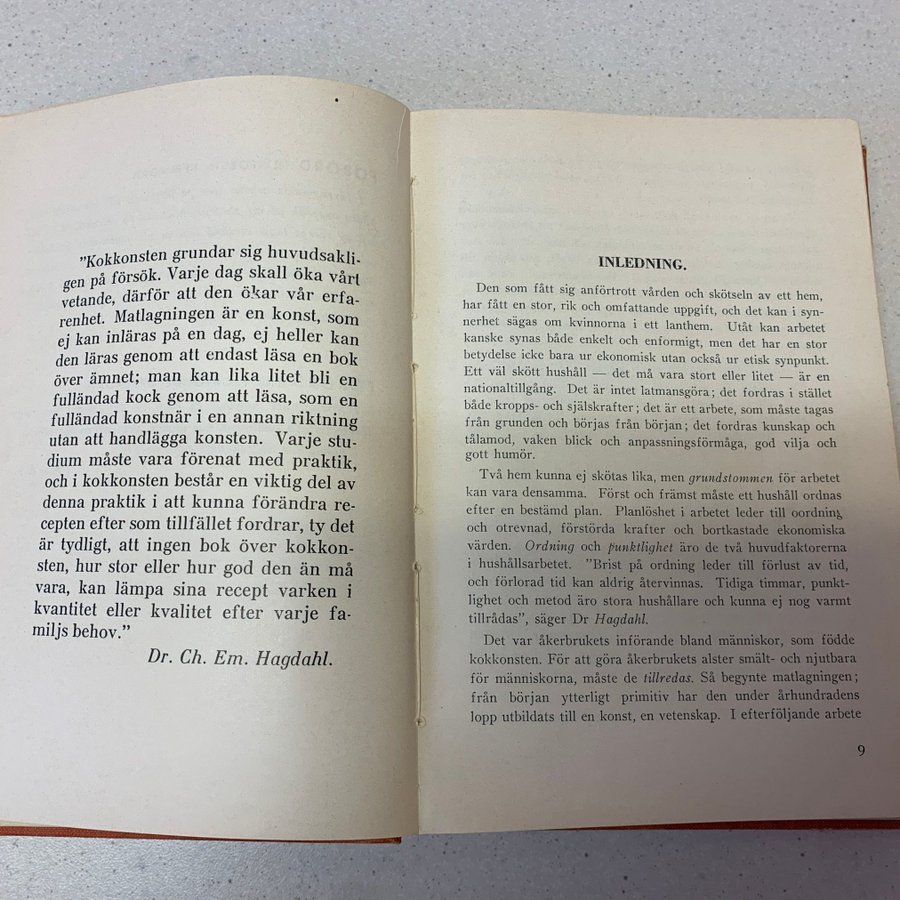 "Kokkonsten grundar sig huvudsakli-
gen på försök. Varje dag skall öka vårt
vetande, därför att den ökar vår erfa-
renhet. Matlagningen är en konst, som
ej kan inläras på en dag, ej heller kan
den läras genom att endast läsa en bok
över ämnet; man kan lika litet bli en
fulländad kock genom att läsa, som en
fulländad konstnär i en annan riktning
utan att handlägga konsten. Varje stu-
dium måste vara förenat med praktik,
och i kokkonsten består en viktig del av
denna praktik i att kunna förändra re-
cepten efter som tillfället fordrar, ty det
är tydligt, att ingen bok över kokkon-
sten, hur stor eller hur god den än må
vara, kan lämpa sina recept varken i
kvantitet eller kvalitet efter varje fa-
miljs behov."
Dr. Ch. Em. Hagdahl.
INLEDNING.
Den som fått sig anförtrott vården och skötseln av ett hem,
har fått en stor, rik och omfattande uppgift, och det kan i syn-
nerhet sägas om kvinnorna i ett lanthem. Utåt kan arbetet
kanske synas både enkelt och enformigt, men det har en stor
betydelse icke bara ur ekonomisk utan också ur etisk synpunkt.
Ett väl skött hushåll — det må vara stort eller litet — är en
nationaltillgång. Det är intet latmansgöra; det fordras i stället
både kropps- och själskrafter; det är ett arbete, som måste tagas
från grunden och börjas från början; det fordras kunskap och
tålamod, vaken blick och anpassningsförmåga, god vilja och
gott humör.
Två hem kunna ej skötas lika, men grundstommen för arbetet
kan vara densamma. Först och främst måste ett hushåll ordnas
efter en bestämd plan. Planlöshet i arbetet leder till oordning
och otrevnad, förstörda krafter och bortkastade ekonomiska
värden. Ordning och punktlighet äro de två huvudfaktorerna
i hushållsarbetet. "Brist på ordning leder till förlust av tid,
och förlorad tid kan aldrig återvinnas. Tidiga timmar, punkt-
lighet och metod äro stora hushållare och kunna ej nog varmt
tillrådas", säger Dr Hagdahl.
Det var åkerbrukets införande bland människor, som födde
kokkonsten. För att göra åkerbrukets alster smält- och njutbara
för människorna, måste de tillredas. Så begynte matlagningen;
från början ytterligt primitiv har den under århundradens
lopp utbildats till en konst, en vetenskap. I efterföljande arbete
9